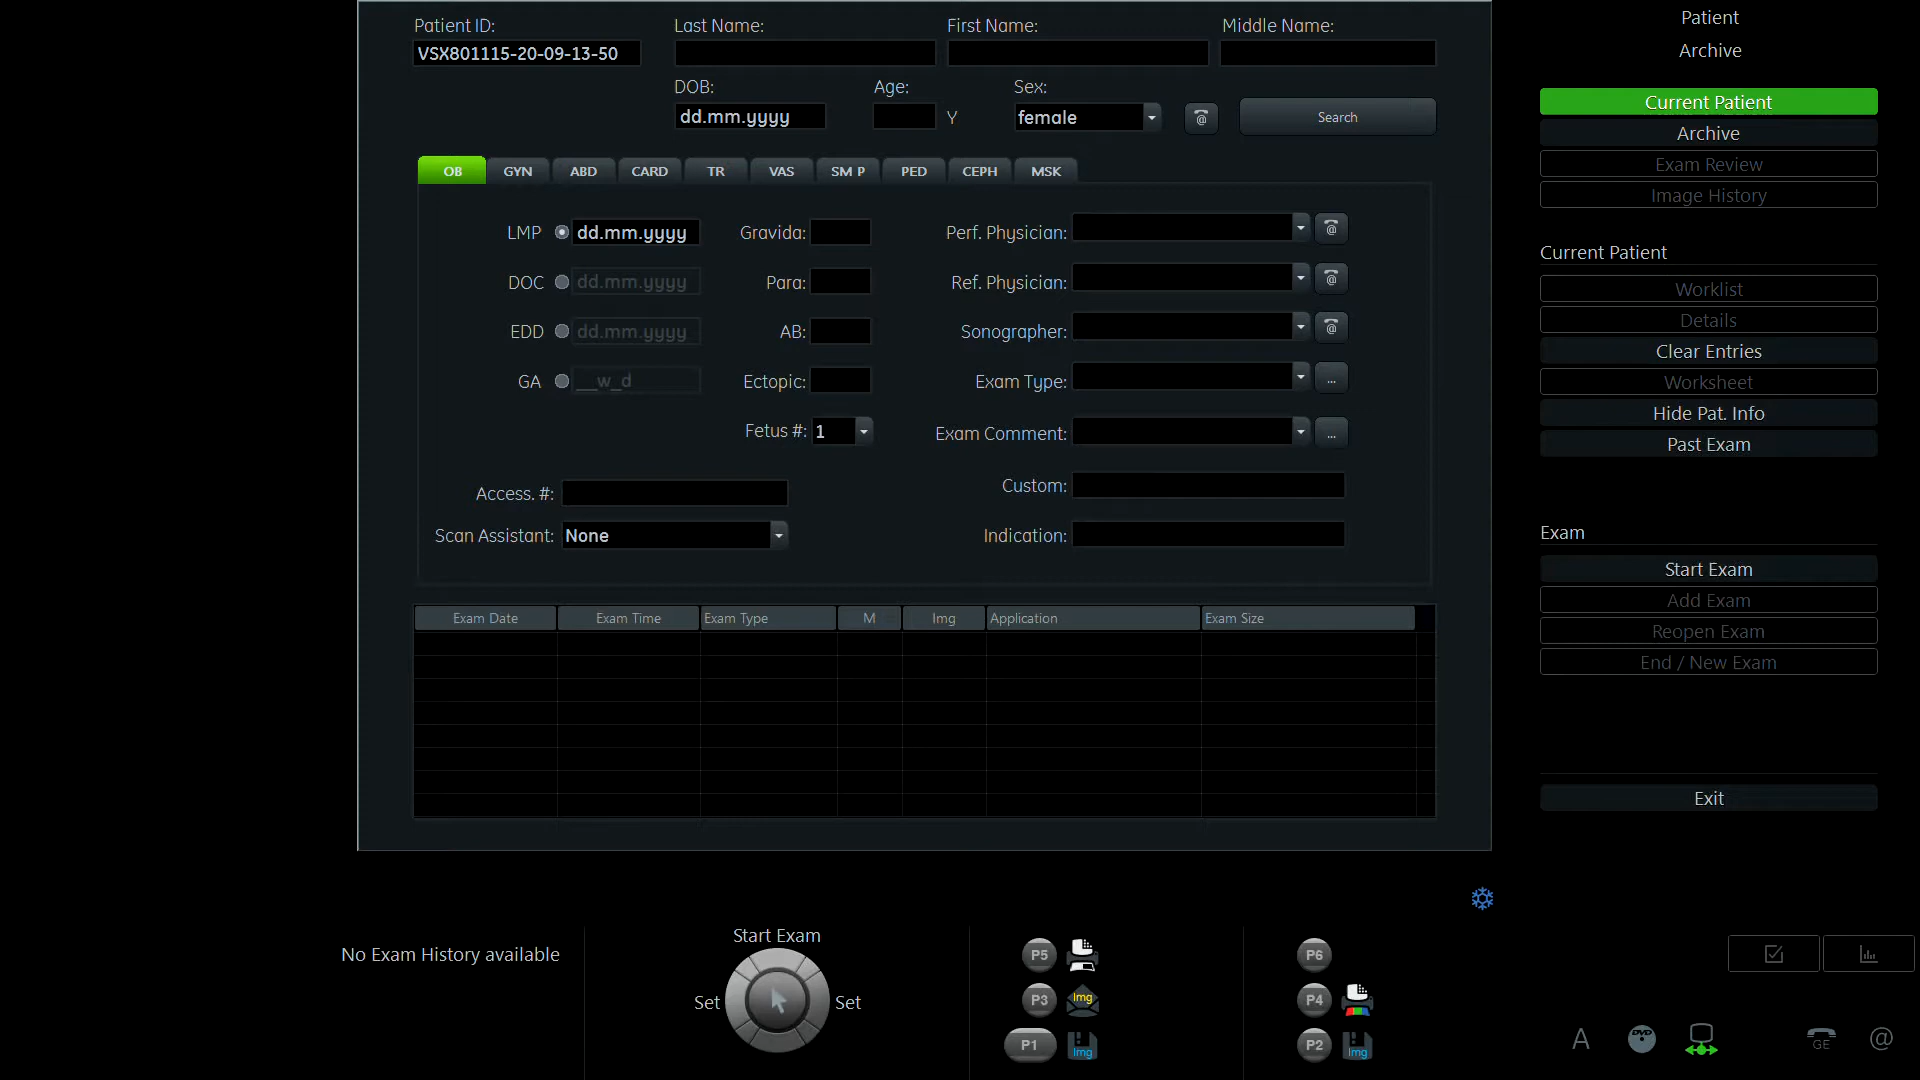 Patient ID:
Last Name:
First Name:
Middle Name:
VSX801115-20-09-13-50
DOB:
Age:
Sex:
dd.mm.yyyy
Y
female
@
Search
OB
GYN
ABD
CARD
TR
VAS
SM P
PED
CEPH
MSK
LMP
dd.mm.yyyy
Gravida:
Perf. Physician:
@
DOC
dd.mm.yyyy
Para:
Ref. Physician:
@
EDD
dd.mm.yyyy
AB:
Sonographer:
@
GA
__w_d
Ectopic:
Exam Type:
...
Fetus #:
1
Exam Comment:
...
Access. #:
Custom:
Scan Assistant:
None
Indication:
Exam Date
Exam Time
Exam Type
M
Img
Application
Exam Size
Patient
Archive
Current Patient
Archive
Exam Review
Image History
Current Patient
Worklist
Details
Clear Entries
Worksheet
Hide Pat. Info
Past Exam
Exam
Start Exam
Add Exam
Reopen Exam
End / New Exam
Exit
No Exam History available
Start Exam
Set
Set
P5
P3
Img
P1
Img
P6
P4
P2
Img
A
DVD
GE
@